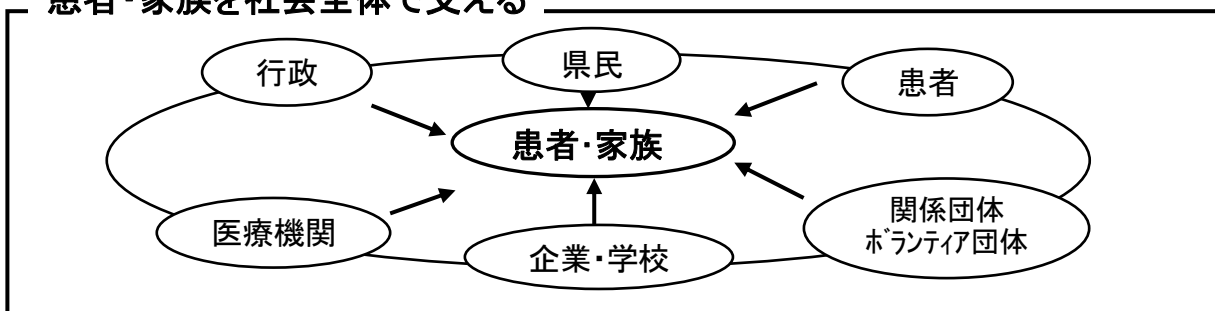 患者・家族を社会全体で支える
行政
県民
患者
患者・家族
医療機関
企業・学校
関係団体
ﾎﾞﾗﾝﾃｨｱ団体